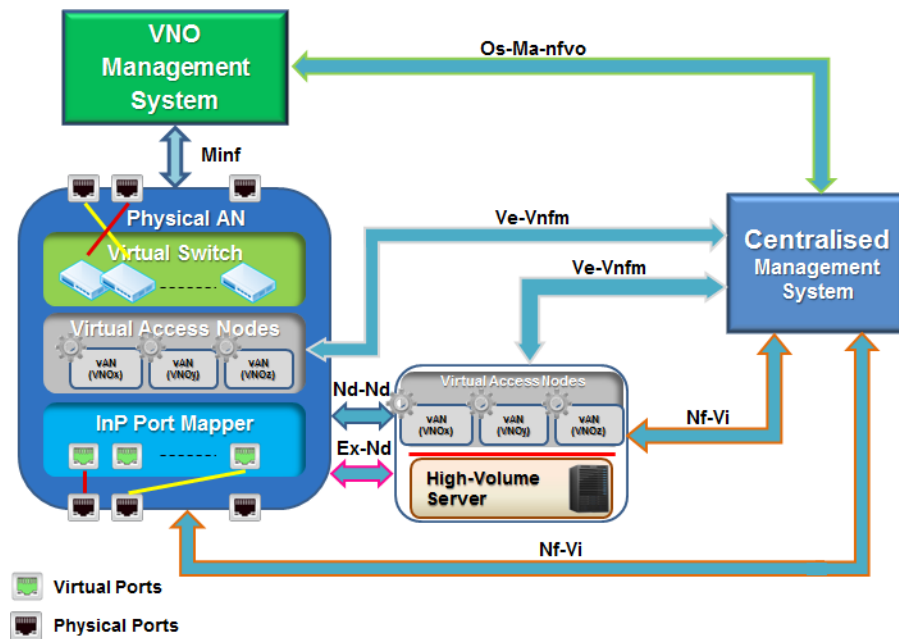 VNO
Management
System
Os-Ma-nfvo
Minf
Physical AN
Virtual Switch
Ve-Vnfm
Ve-Vnfm
Centralised
Management
System
Virtual Access Nodes
vAN
(VNOx)
vAN
(VNOy)
vAN
(VNOz)
Nd-Nd
Virtual Access Nodes
vAN
(VNOx)
vAN
(VNOy)
vAN
(VNOz)
Nf-Vi
InP Port Mapper
Ex-Nd
High-Volume
Server
Nf-Vi
Virtual Ports
Physical Ports